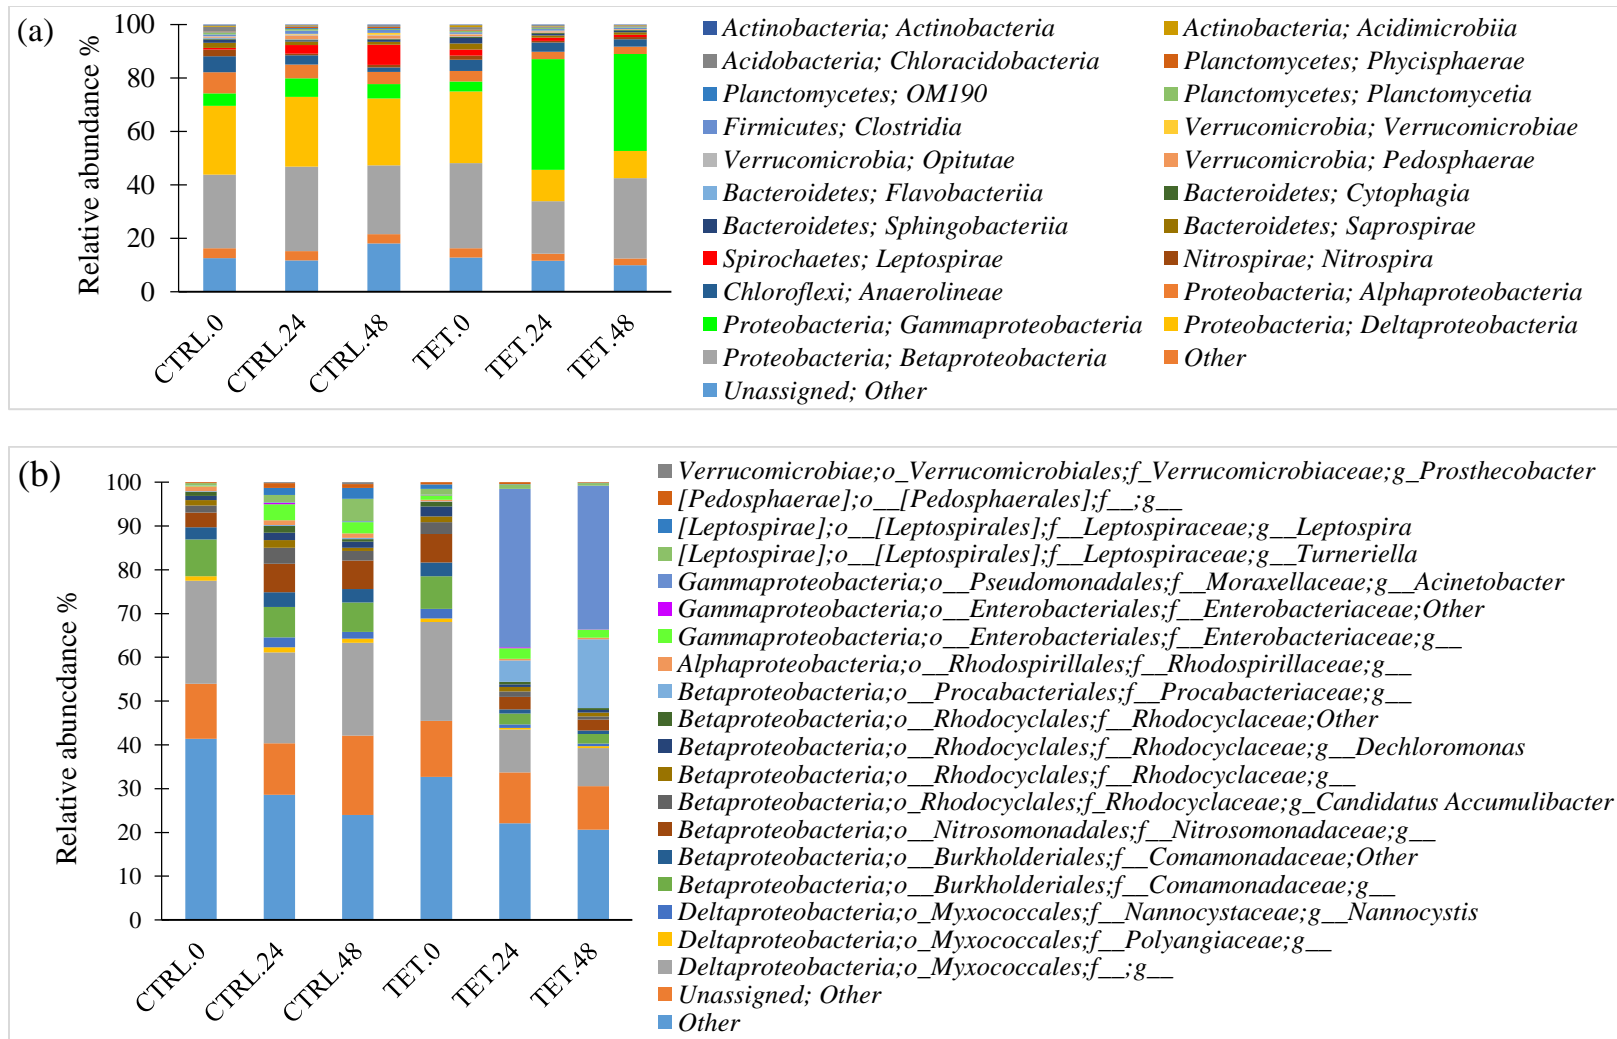 (a)
Relative abundance %
100
80
60
40
20
0
CTRL.0
CTRL.24
CTRL.48
TET.0
TET.24
TET.48
Actinobacteria; Actinobacteria
Actinobacteria; Acidimicrobiia
Acidobacteria; Chloracidobacteria
Planctomycetes; Phycisphaerae
Planctomycetes; OM190
Planctomycetes; Planctomycetia
Firmicutes; Clostridia
Verrucomicrobia; Verrucomicrobiae
Verrucomicrobia; Opitutae
Verrucomicrobia; Pedosphaerae
Bacteroidetes; Flavobacteriia
Bacteroidetes; Cytophagia
Bacteroidetes; Sphingobacteriia
Bacteroidetes; Saprospirae
Spirochaetes; Leptospirae
Nitrospirae; Nitrospira
Chloroflexi; Anaerolineae
Proteobacteria; Alphaproteobacteria
Proteobacteria; Gammaproteobacteria
Proteobacteria; Deltaproteobacteria
Proteobacteria; Betaproteobacteria
Other
Unassigned; Other
(b)
Relative abuncdance %
100
90
80
70
60
50
40
30
20
10
0
CTRL.0
CTRL.24
CTRL.48
TET.0
TET.24
TET.48
Verrucomicrobiae;o_Verrucomicrobiales;f_Verrucomicrobiaceae;g_Prosthecobacter
[Pedosphaerae];o__[Pedosphaerales];f__;g__
[Leptospirae];o__[Leptospirales];f__Leptospiraceae;g__Leptospira
[Leptospirae];o__[Leptospirales];f__Leptospiraceae;g__Turneriella
Gammaproteobacteria;o__Pseudomonadales;f__Moraxellaceae;g__Acinetobacter
Gammaproteobacteria;o__Enterobacteriales;f__Enterobacteriaceae;Other
Gammaproteobacteria;o__Enterobacteriales;f__Enterobacteriaceae;g__
Alphaproteobacteria;o__Rhodospirillales;f__Rhodospirillaceae;g__
Betaproteobacteria;o__Procabacteriales;f__Procabacteriaceae;g__
Betaproteobacteria;o__Rhodocyclales;f__Rhodocyclaceae;Other
Betaproteobacteria;o__Rhodocyclales;f__Rhodocyclaceae;g__Dechloromonas
Betaproteobacteria;o__Rhodocyclales;f__Rhodocyclaceae;g__
Betaproteobacteria;o_Rhodocyclales;f_Rhodocyclaceae;g_Candidatus Accumulibacter
Betaproteobacteria;o__Nitrosomonadales;f__Nitrosomonadaceae;g__
Betaproteobacteria;o__Burkholderiales;f__Comamonadaceae;Other
Betaproteobacteria;o__Burkholderiales;f__Comamonadaceae;g__
Deltaproteobacteria;o_Myxococcales;f__Nannocystaceae;g__Nannocystis
Deltaproteobacteria;o_Myxococcales;f__Polyangiaceae;g__
Deltaproteobacteria;o_Myxococcales;f__;g__
Unassigned; Other
Other